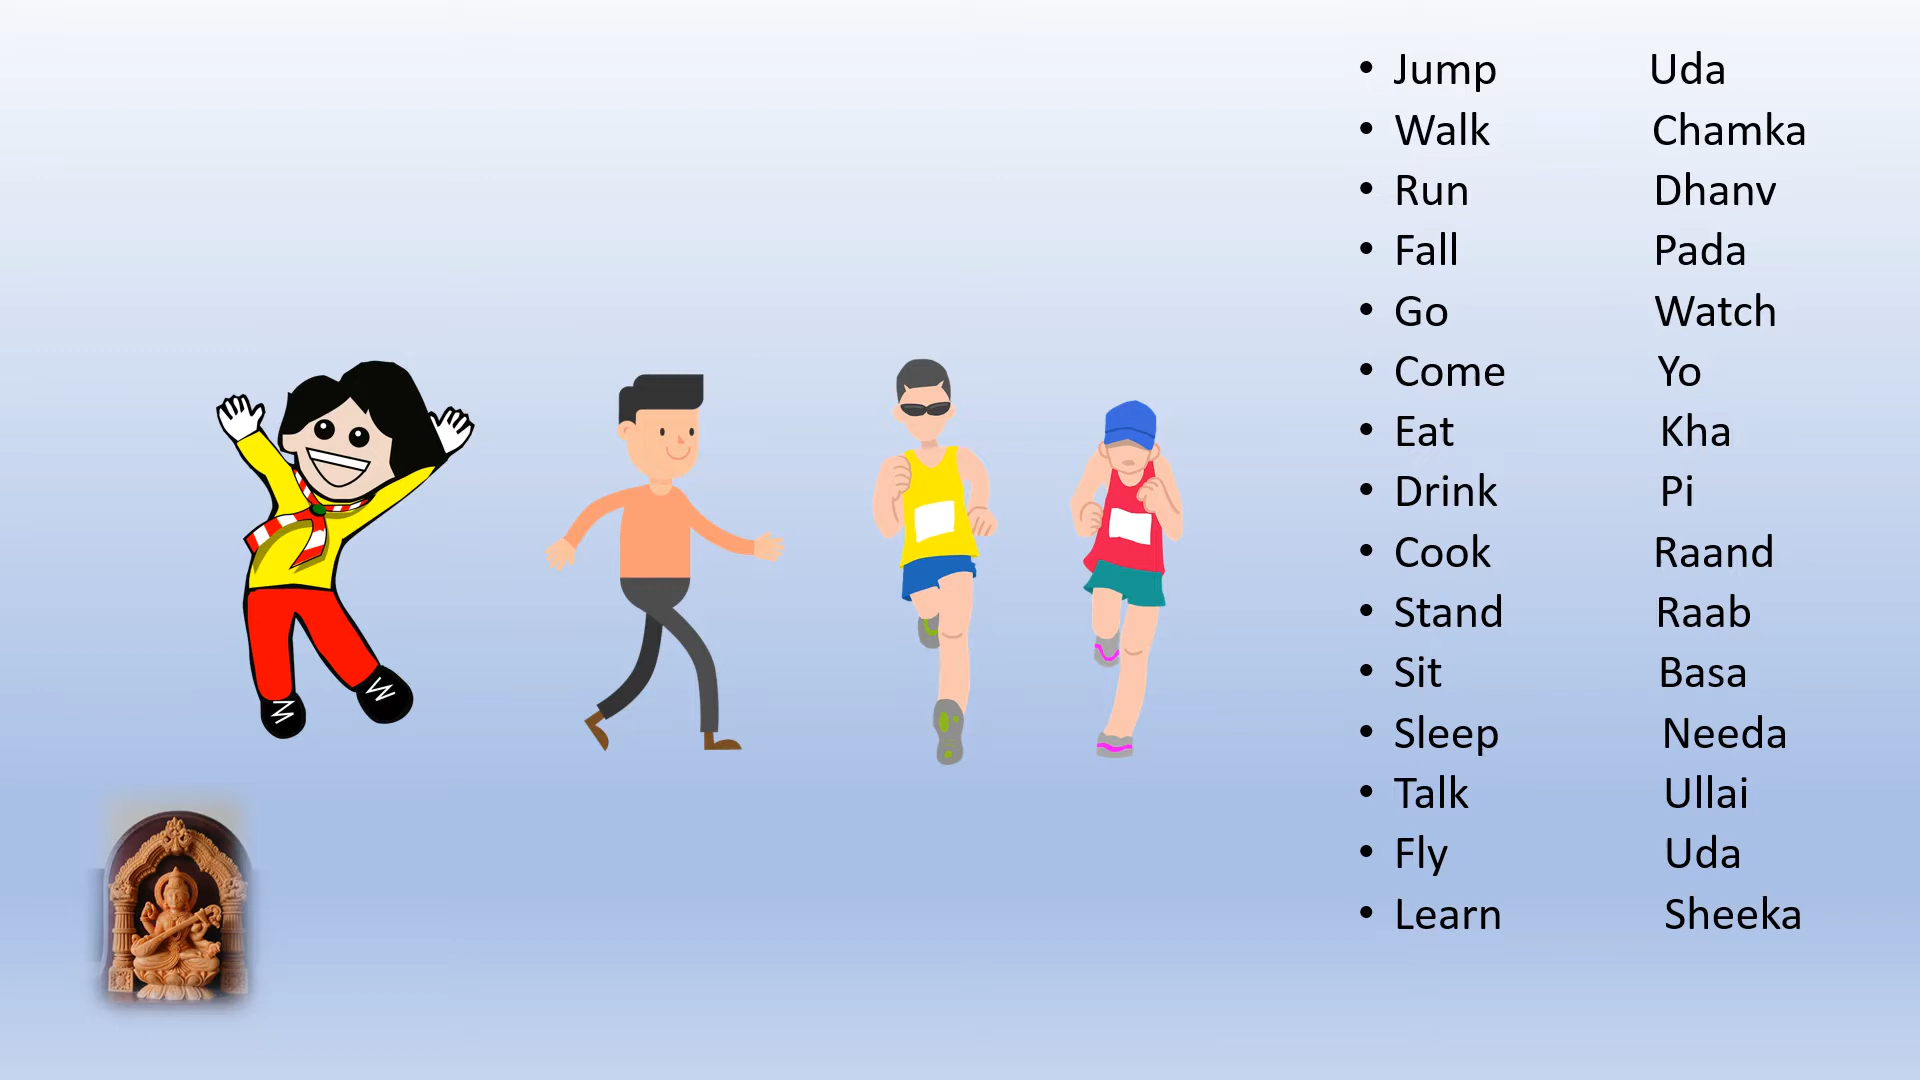 • Jump Uda
• Walk Chamka
• Run Dhanv
• Fall Pada
• Go Watch
• Come Yo
• Eat Kha
• Drink Pi
• Cook Raand
• Stand Raab
• Sit Basa
• Sleep Needa
• Talk Ullai
• Fly Uda
• Learn Sheeka